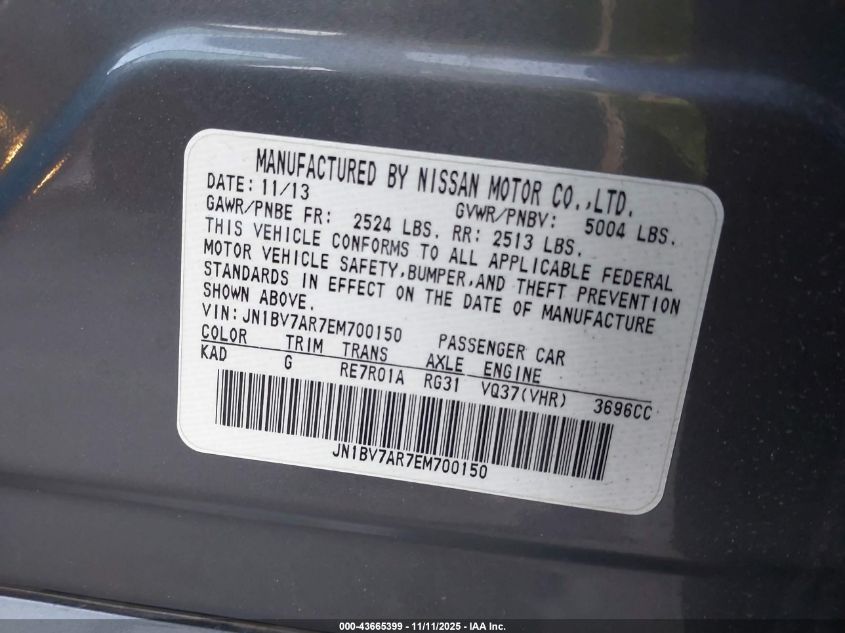 MANUFACTURED BY NISSAN MOTOR CO.,LTD.
DATE: 11/13 GVWR/PNBV: 5004 LBS.
GAWR/PNBE FR: 2524 LBS. RR: 2513 LBS.
THIS VEHICLE CONFORMS TO ALL APPLICABLE FEDERAL
MOTOR VEHICLE SAFETY,BUMPER,AND THEFT PREVENTION
STANDARDS IN EFFECT ON THE DATE OF MANUFACTURE
SHOWN ABOVE.
VIN:JN1BV7AR7EM700150 PASSENGER CAR
COLOR TRIM TRANS AXLE ENGINE
KAD G RE7R01A RG31 VQ37(VHR) 3696CC
JN1BV7AR7EM700150
000-43665399 - 11/11/2025 - IAA Inc.